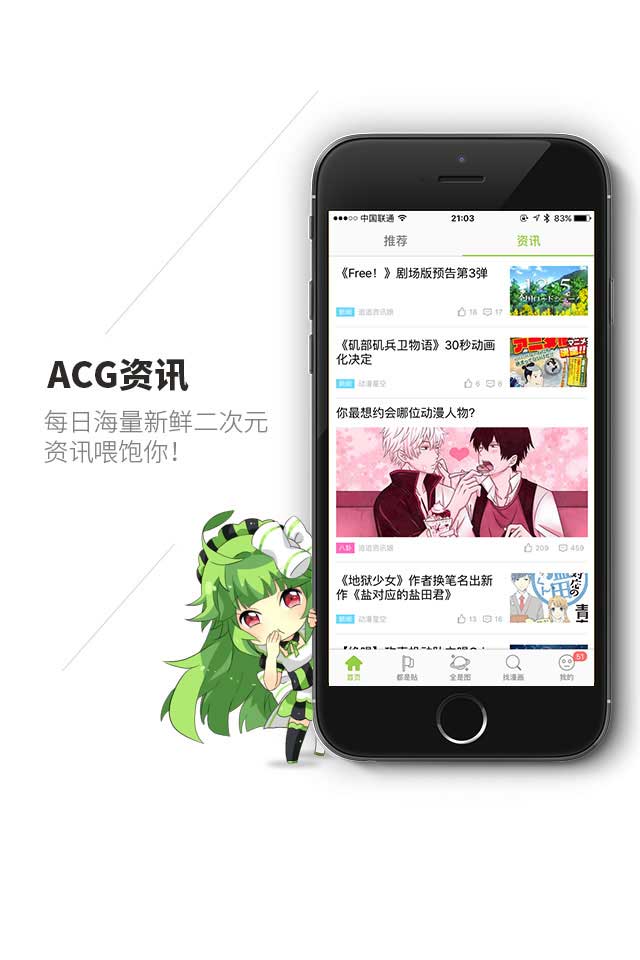 ACG资讯
每日海量新鲜二次元
资讯喂饱你！
中国联通
21:03
83%
推荐
资讯
《Free！》剧场版预告第3弹
新闻
逍遥资讯娘
18
17
《矶部矶兵卫物语》30秒动画
化决定
新闻
动漫星空
6
6
你最想约会哪位动漫人物?
八卦
逍遥资讯娘
209
459
《地狱少女》作者换笔名出新
作《盐对应的盐田君》
新闻
动漫星空
13
16
首页
都是贴
全是图
找漫画
我的
51